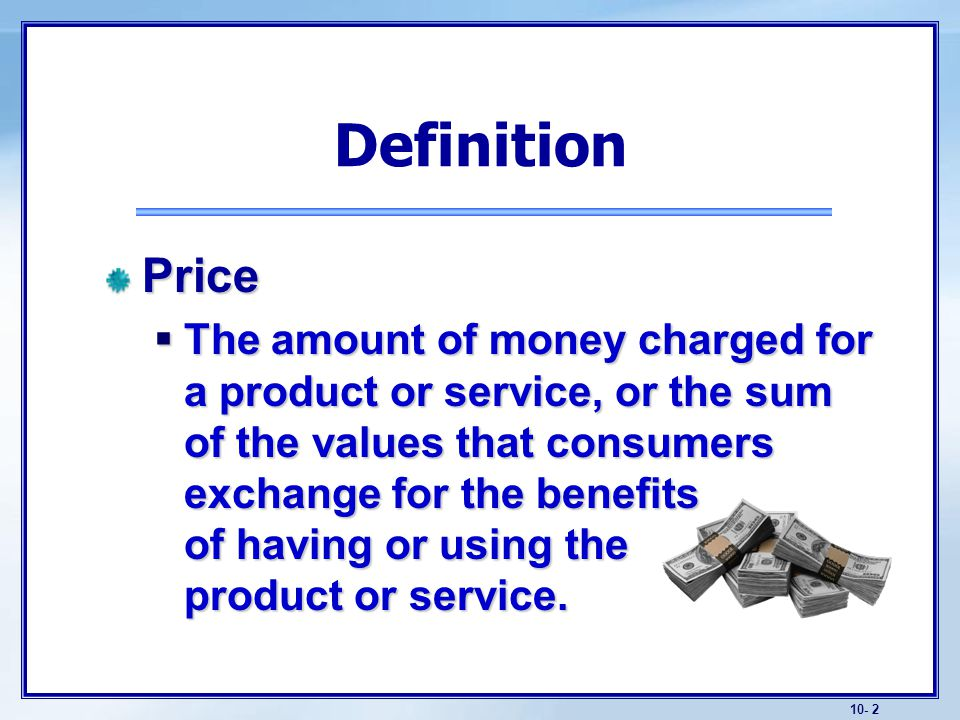 Definition
Price
The amount of money charged for
a product or service, or the sum
of the values that consumers
exchange for the benefits
of having or using the
product or service.
10- 2